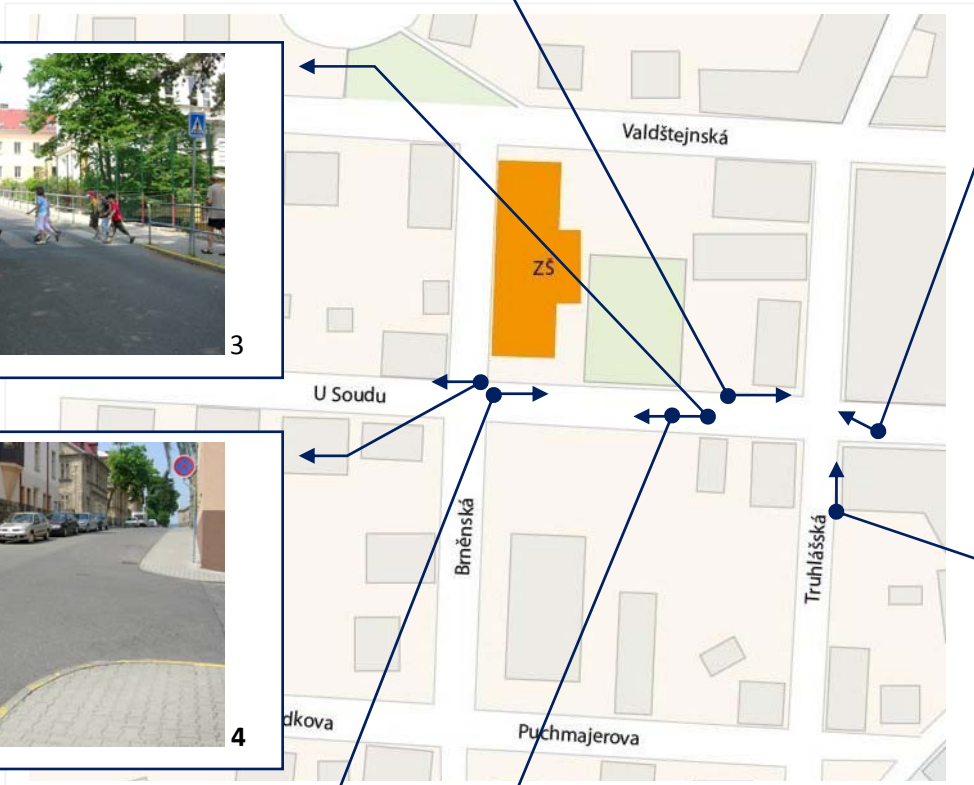 Valdštejnská
ZŠ
3
U Soudu
Brněnská
Truhlášská
4
dkova
Puchmajerova